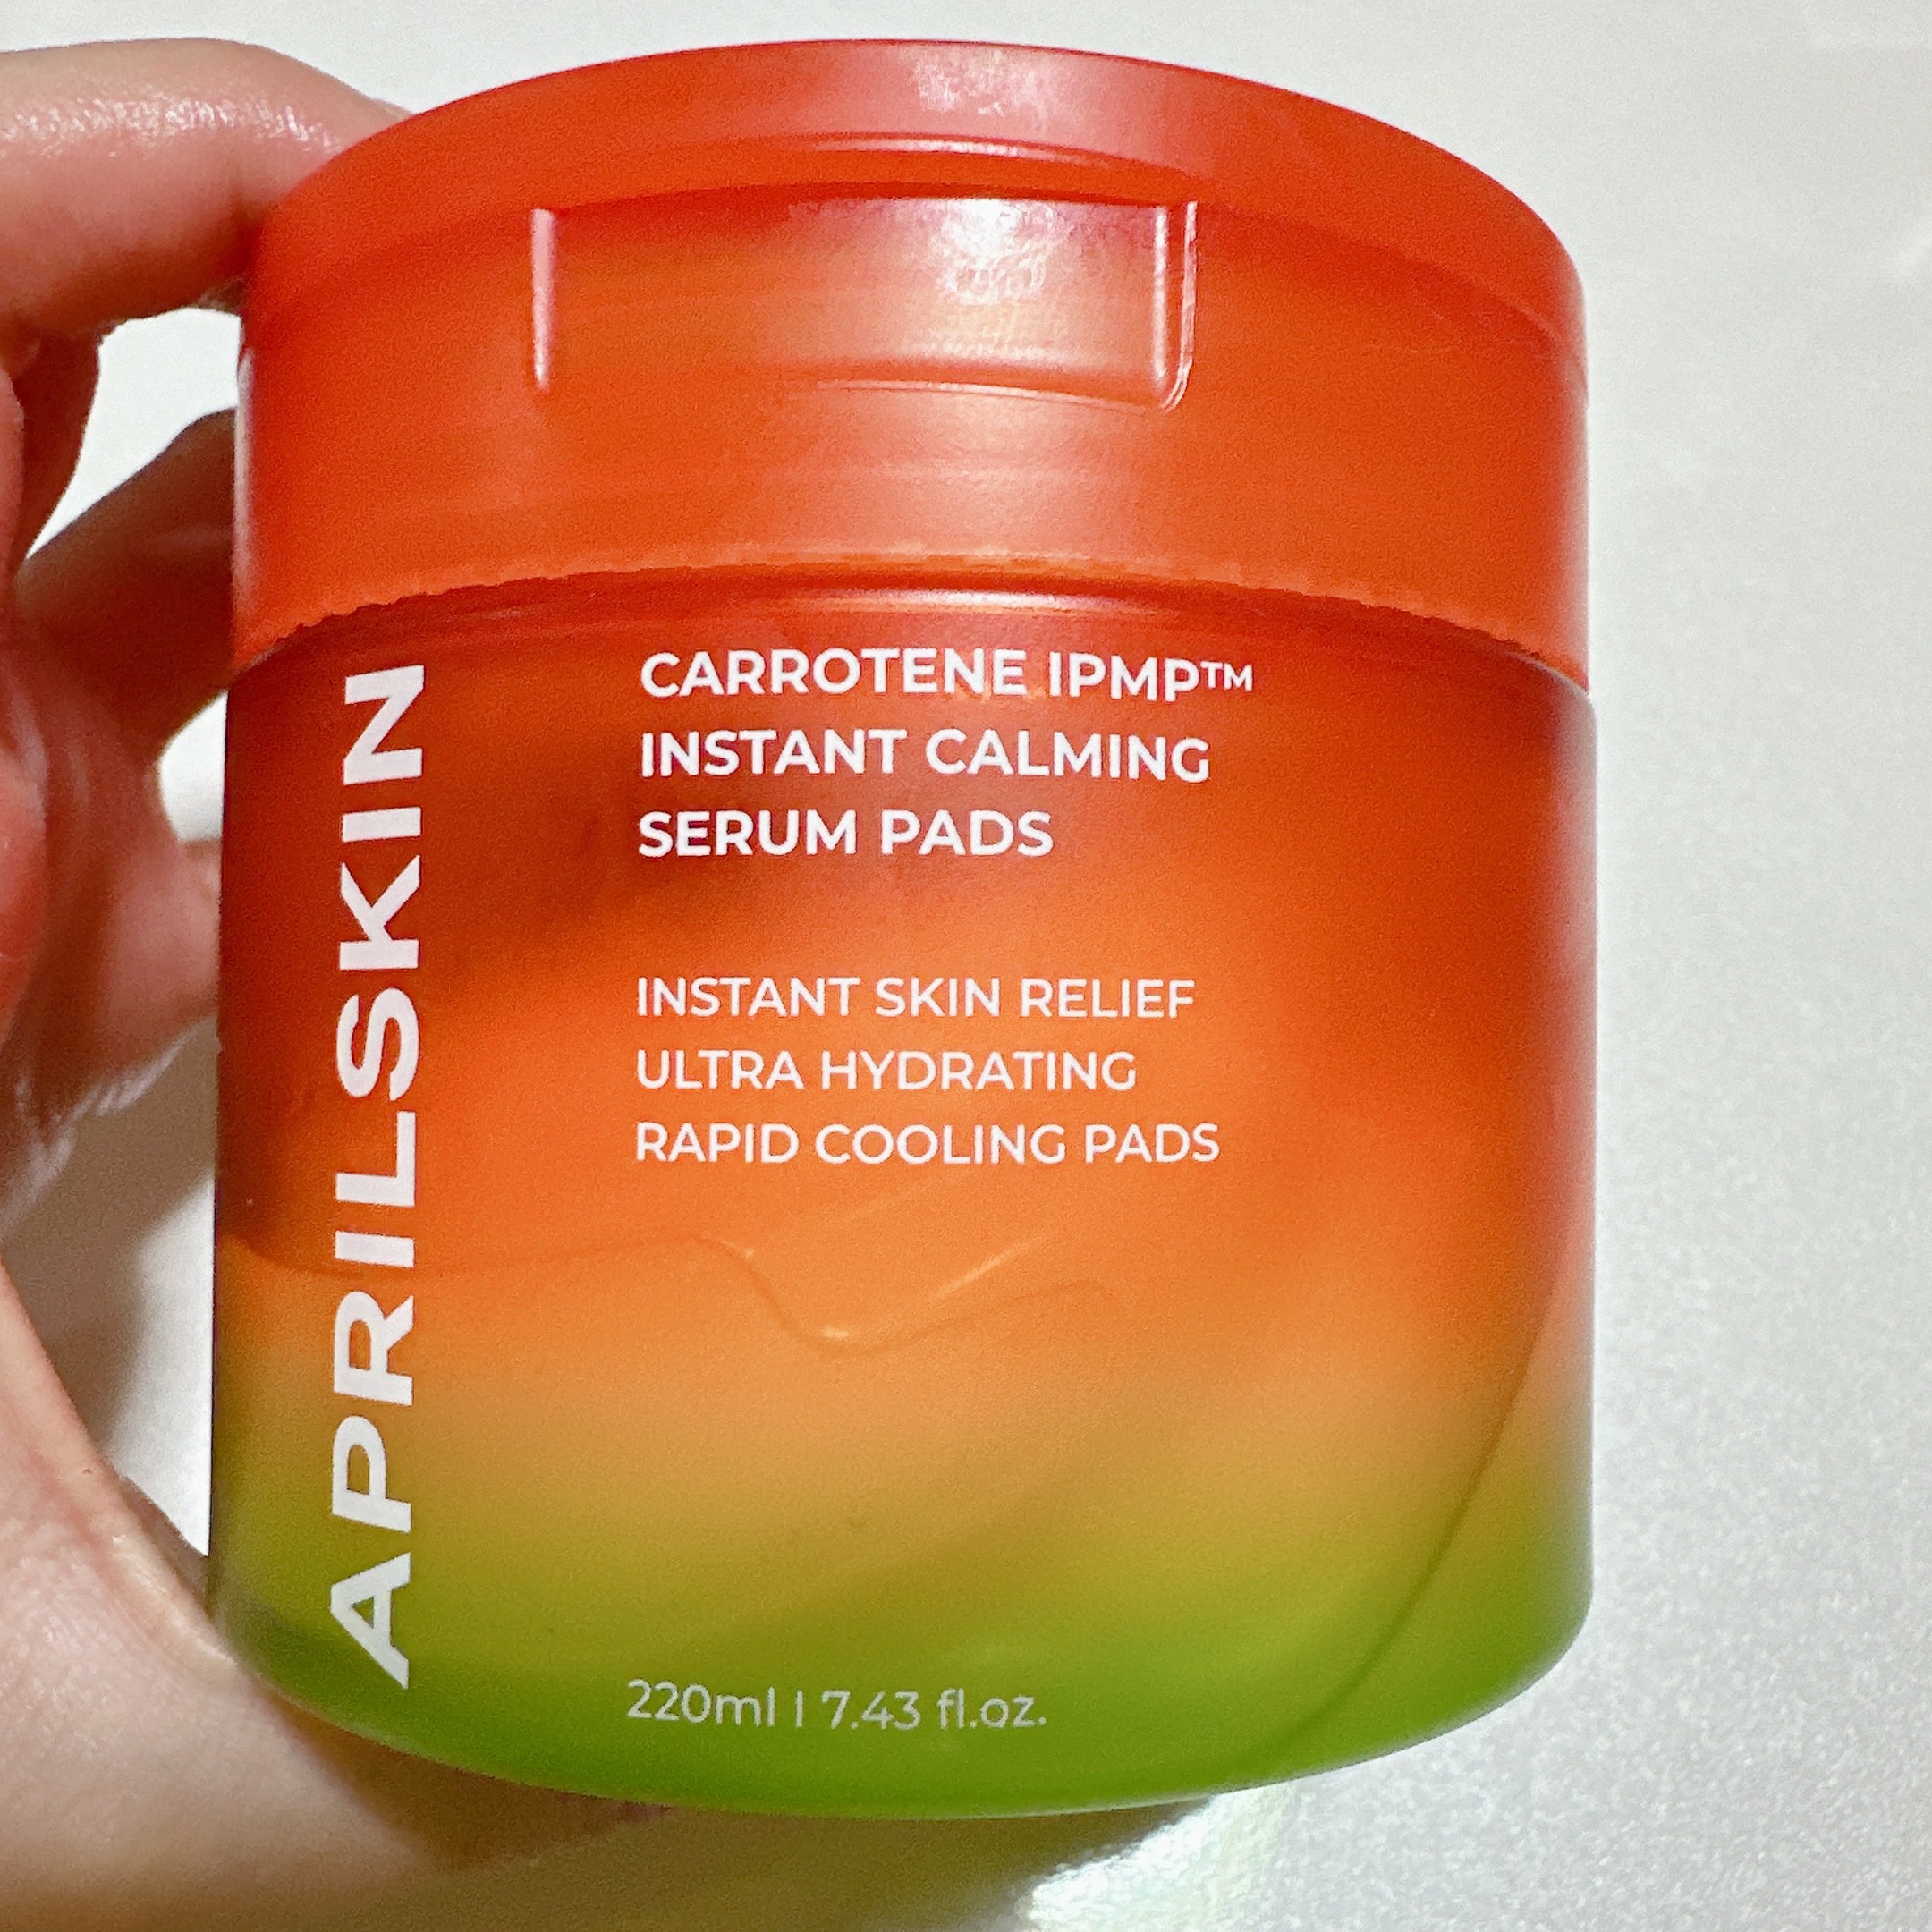 APRILSKIN
CARROTENE IPMP™
INSTANT CALMING
SERUM PADS
INSTANT SKIN RELIEF
ULTRA HYDRATING
RAPID COOLING PADS
220ml | 7.43 fl.oz.